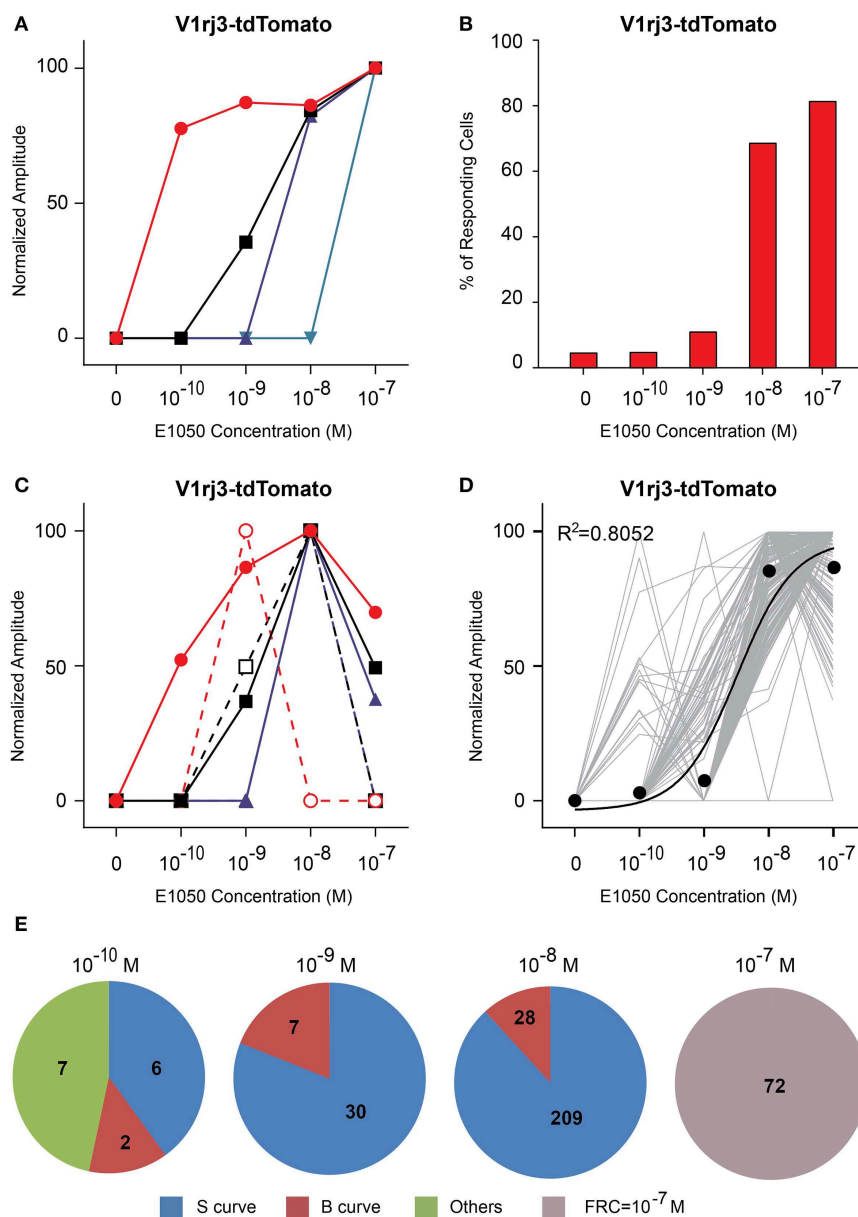 A
V1rj3-tdTomato
Normalized Amplitude
100
50
0
0 10⁻¹⁰ 10⁻⁹ 10⁻⁸ 10⁻⁷
E1050 Concentration (M)
B
V1rj3-tdTomato
% of Responding Cells
100
80
60
40
20
0
0 10⁻¹⁰ 10⁻⁹ 10⁻⁸ 10⁻⁷
E1050 Concentration (M)
C
V1rj3-tdTomato
Normalized Amplitude
100
50
0
0 10⁻¹⁰ 10⁻⁹ 10⁻⁸ 10⁻⁷
E1050 Concentration (M)
D
V1rj3-tdTomato
R²=0.8052
Normalized Amplitude
100
50
0
0 10⁻¹⁰ 10⁻⁹ 10⁻⁸ 10⁻⁷
E1050 Concentration (M)
E
10⁻¹⁰ M
7
6
2
10⁻⁹ M
7
30
10⁻⁸ M
28
209
10⁻⁷ M
72
S curve B curve Others FRC=10⁻⁷ M